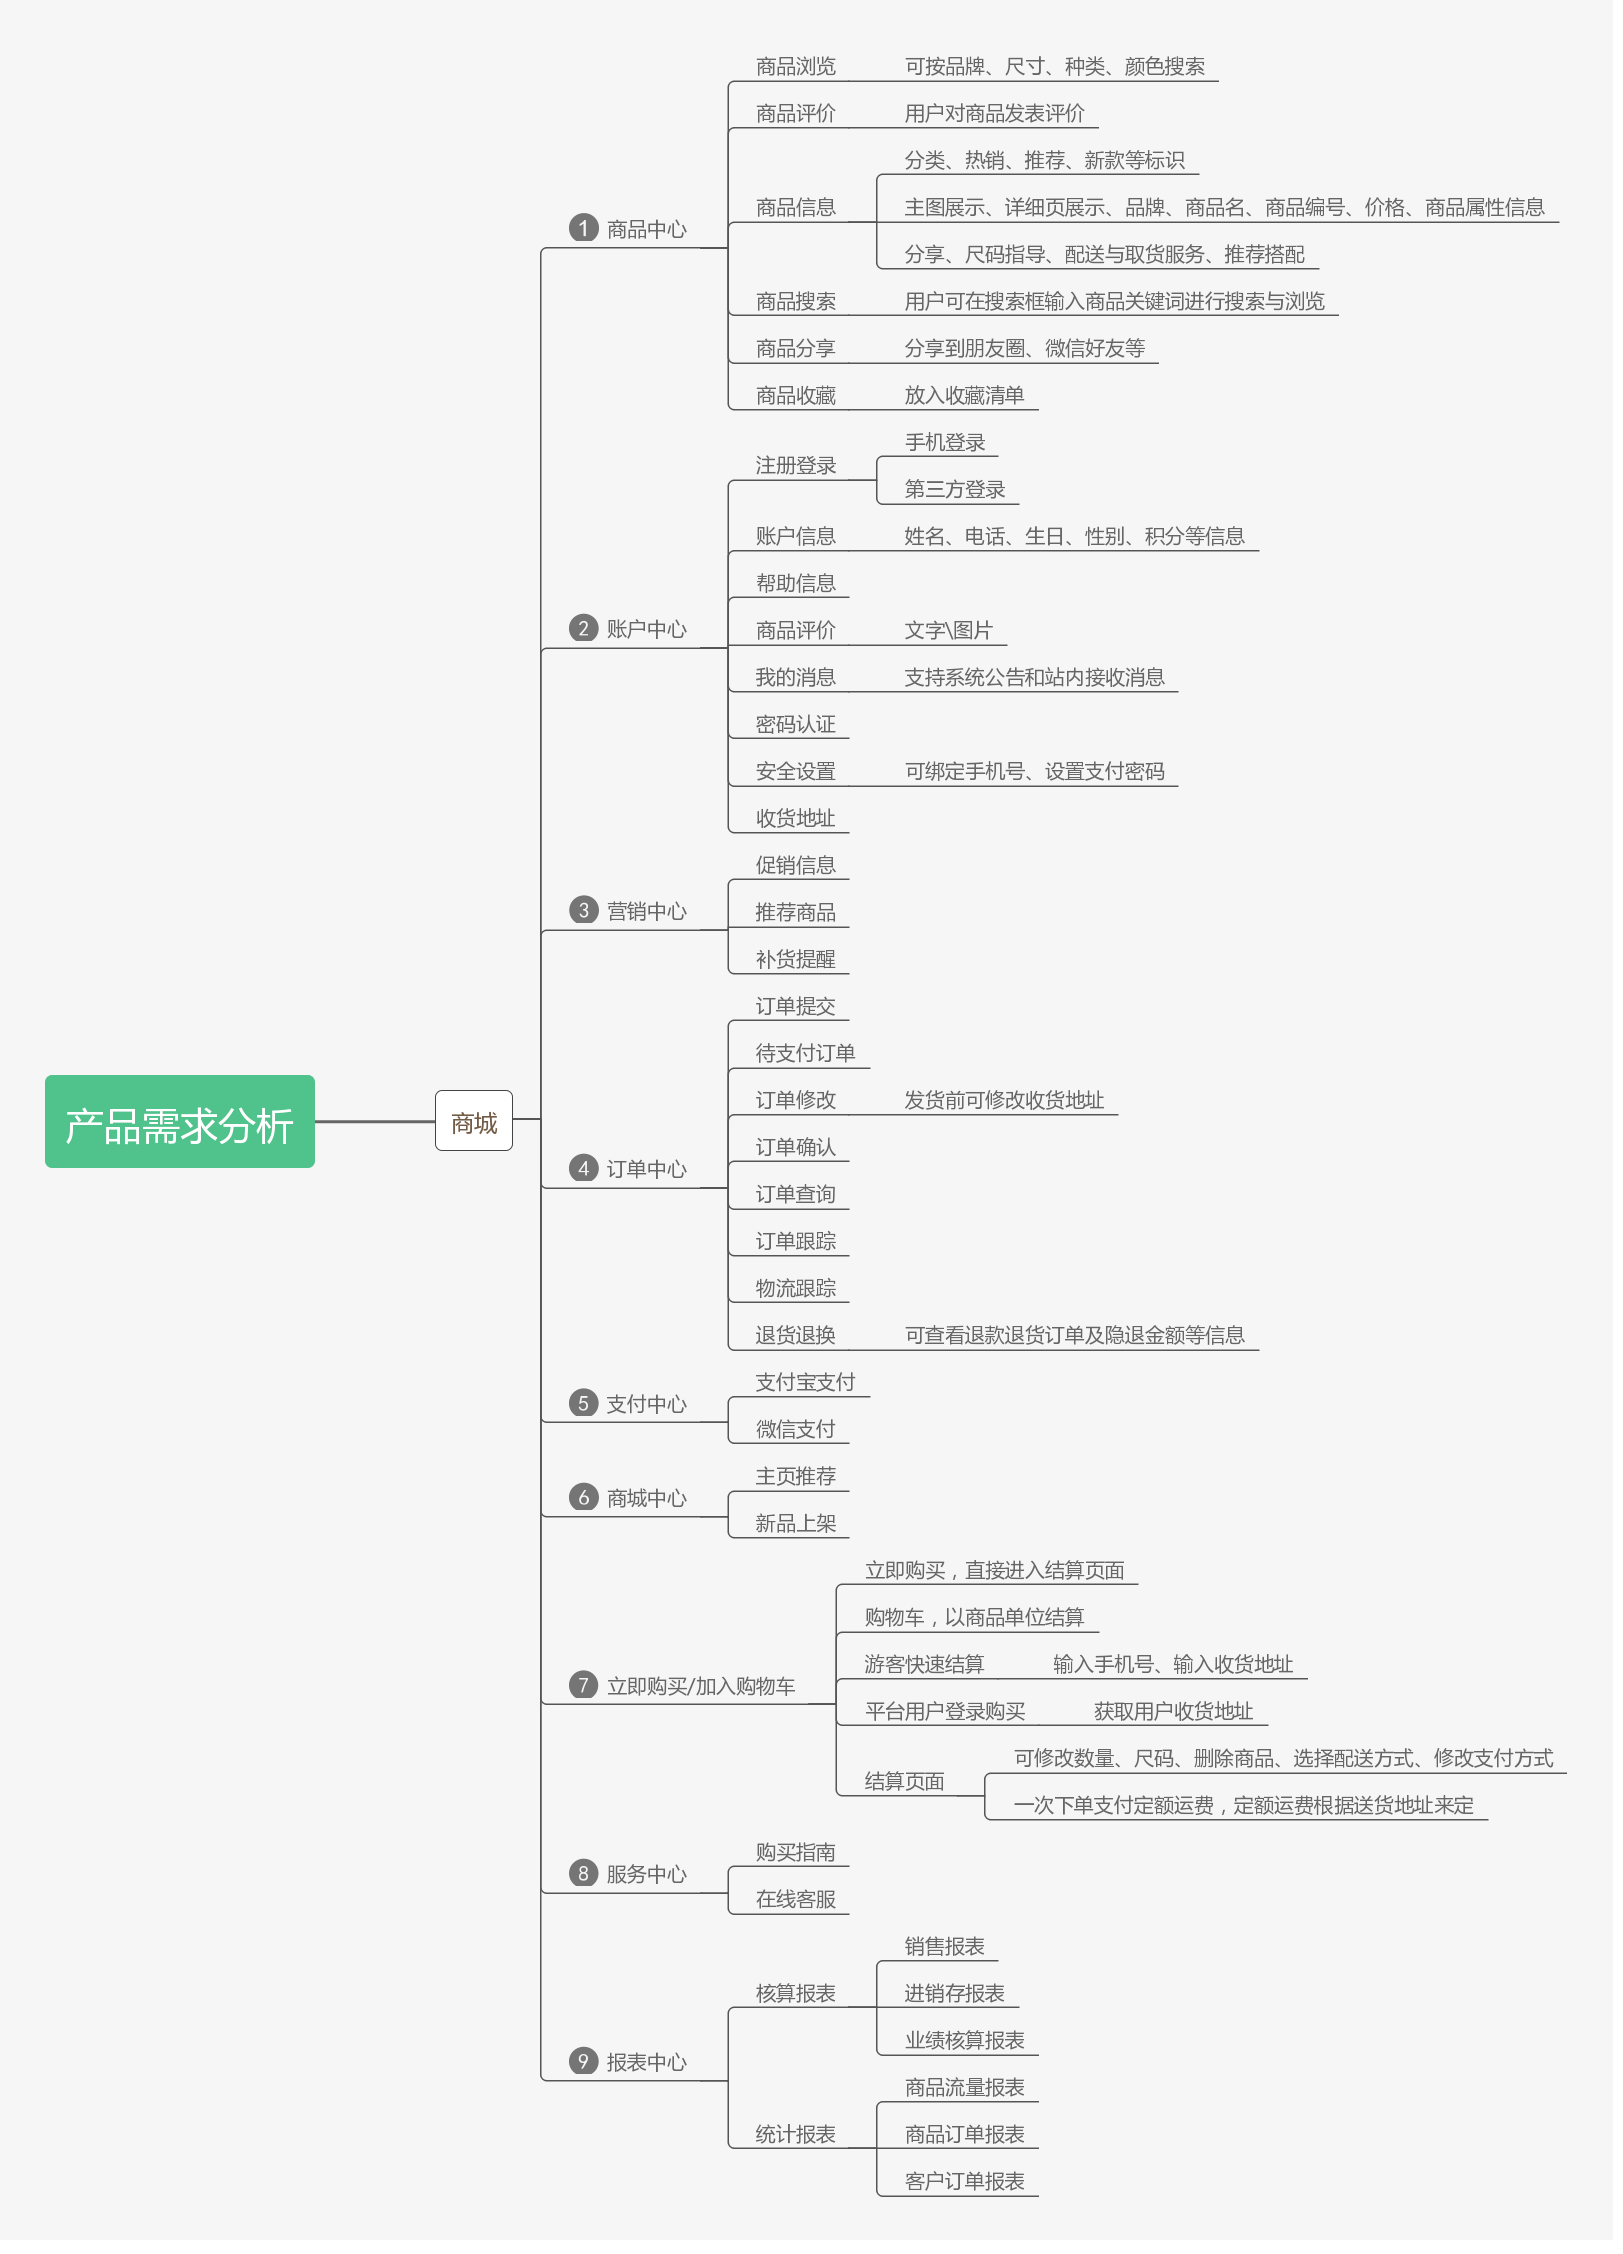 产品需求分析
商城
1 商品中心
商品浏览
可按品牌、尺寸、种类、颜色搜索
商品评价
用户对商品发表评价
商品信息
分类、热销、推荐、新款等标识
主图展示、详细页展示、品牌、商品名、商品编号、价格、商品属性信息
分享、尺码指导、配送与取货服务、推荐搭配
商品搜索
用户可在搜索框输入商品关键词进行搜索与浏览
商品分享
分享到朋友圈、微信好友等
商品收藏
放入收藏清单
2 账户中心
注册登录
手机登录
第三方登录
账户信息
姓名、电话、生日、性别、积分等信息
帮助信息
商品评价
文字\图片
我的消息
支持系统公告和站内接收消息
密码认证
安全设置
可绑定手机号、设置支付密码
收货地址
3 营销中心
促销信息
推荐商品
补货提醒
4 订单中心
订单提交
待支付订单
订单修改
发货前可修改收货地址
订单确认
订单查询
订单跟踪
物流跟踪
退货退换
可查看退款退货订单及隐退金额等信息
5 支付中心
支付宝支付
微信支付
6 商城中心
主页推荐
新品上架
7 立即购买/加入购物车
立即购买，直接进入结算页面
购物车，以商品单位结算
游客快速结算
输入手机号、输入收货地址
平台用户登录购买
获取用户收货地址
结算页面
可修改数量、尺码、删除商品、选择配送方式、修改支付方式
一次下单支付定额运费，定额运费根据送货地址来定
8 服务中心
购买指南
在线客服
9 报表中心
核算报表
销售报表
进销存报表
业绩核算报表
统计报表
商品流量报表
商品订单报表
客户订单报表